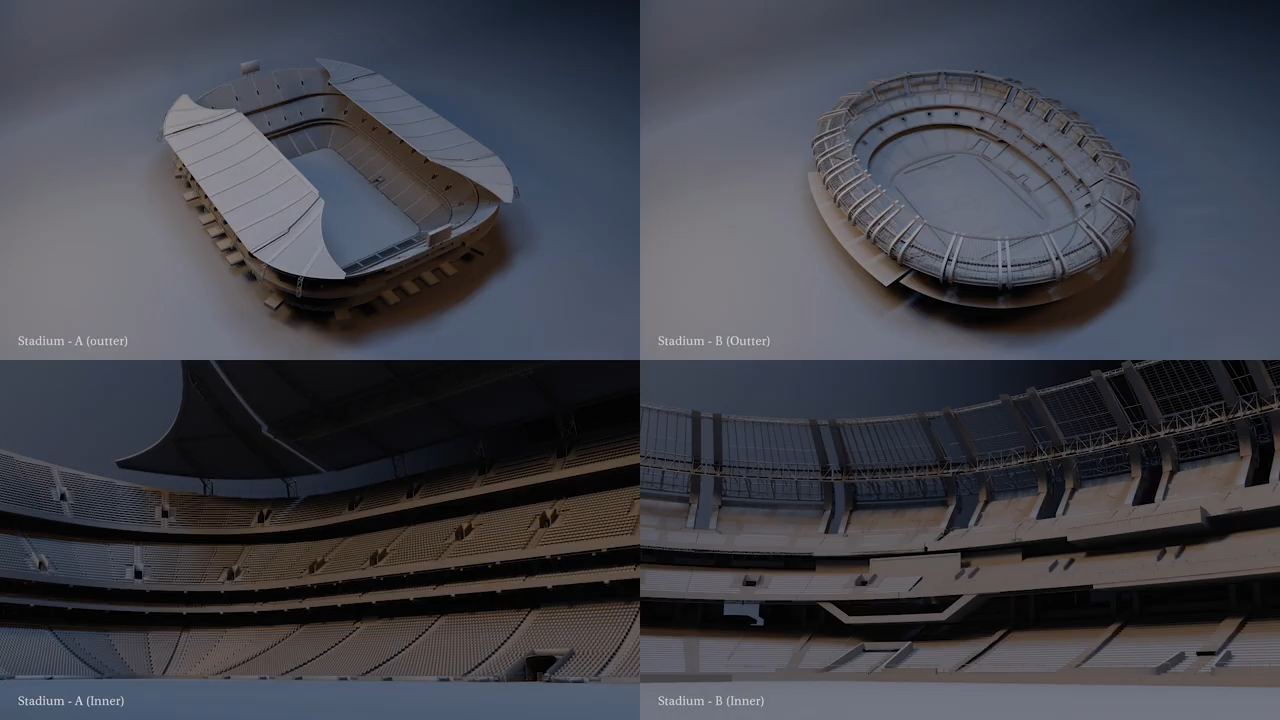 Stadium - A (outter)
Stadium - B (Outter)
Stadium - A (Inner)
Stadium - B (Inner)